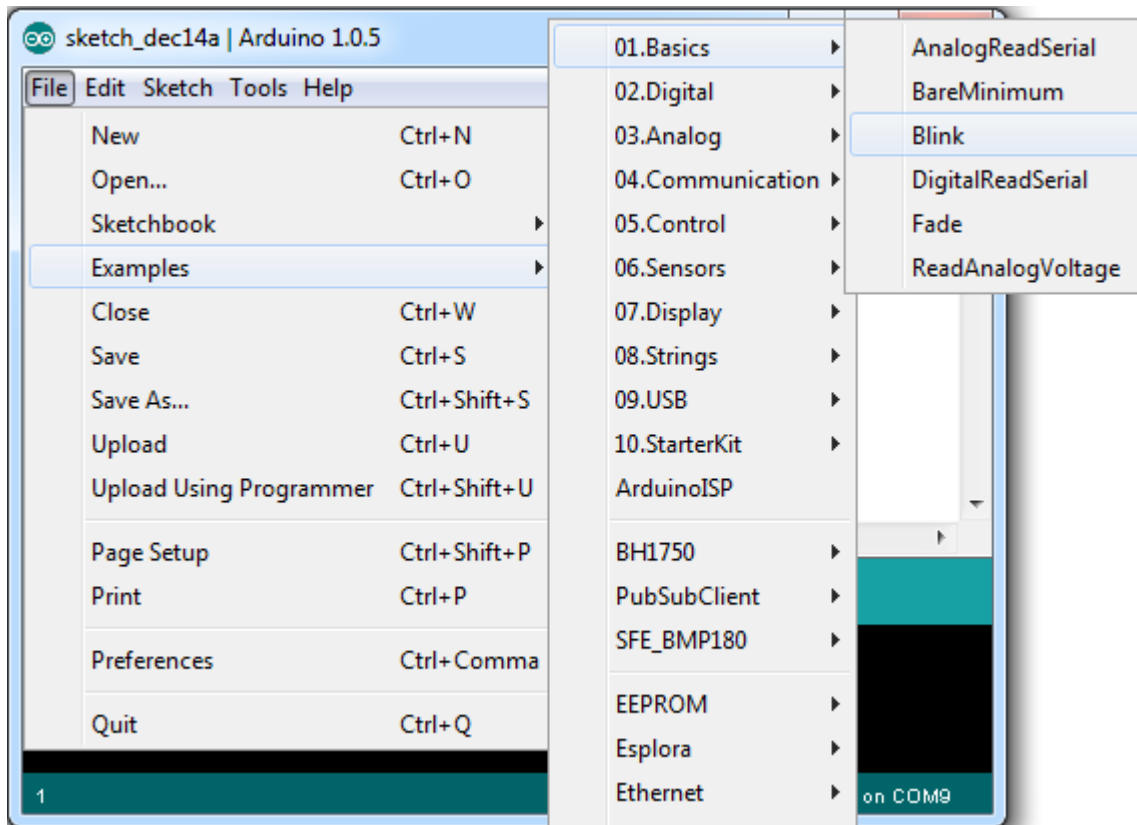 sketch_dec14a | Arduino 1.0.5
File Edit Sketch Tools Help
New Ctrl+N
Open... Ctrl+O
Sketchbook
Examples
Close Ctrl+W
Save Ctrl+S
Save As... Ctrl+Shift+S
Upload Ctrl+U
Upload Using Programmer Ctrl+Shift+U
Page Setup Ctrl+Shift+P
Print Ctrl+P
Preferences Ctrl+Comma
Quit Ctrl+Q
01.Basics
02.Digital
03.Analog
04.Communication
05.Control
06.Sensors
07.Display
08.Strings
09.USB
10.StarterKit
ArduinoISP
BH1750
PubSubClient
SFE_BMP180
EEPROM
Esplora
Ethernet
AnalogReadSerial
BareMinimum
Blink
DigitalReadSerial
Fade
ReadAnalogVoltage
1
on COM9